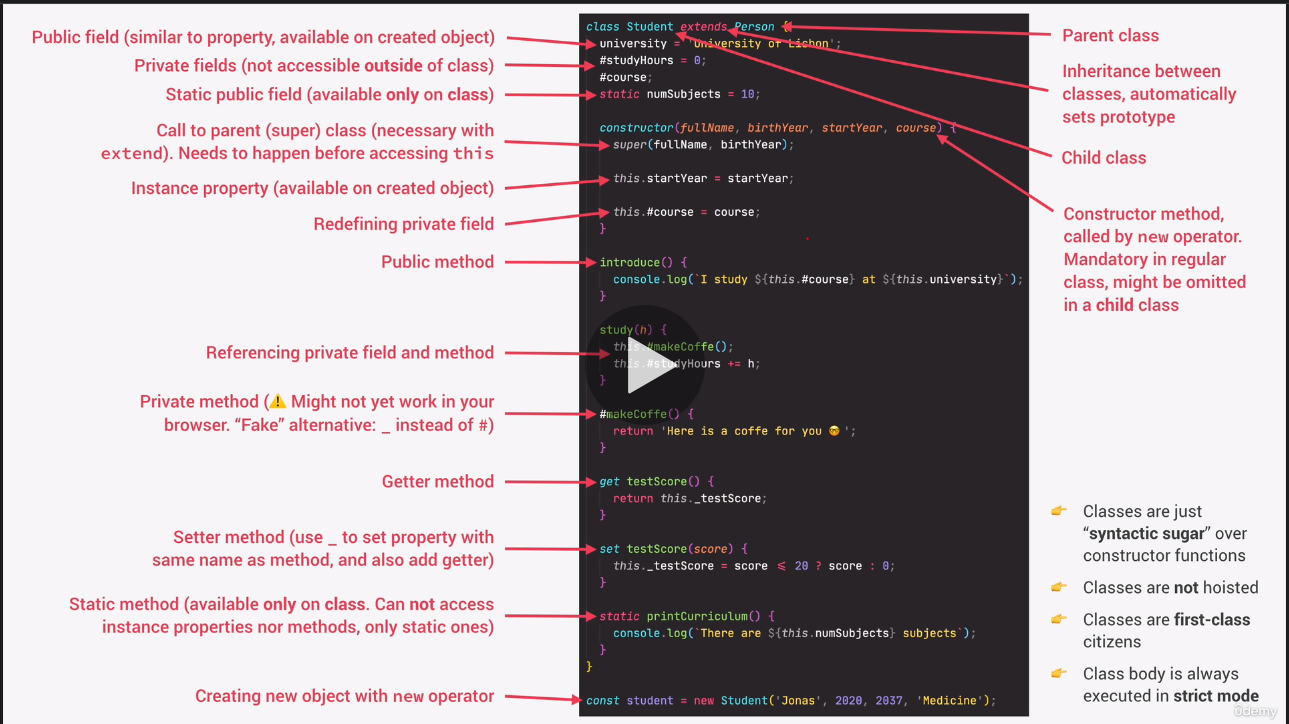 Public field (similar to property, available on created object)
Private fields (not accessible outside of class)
Static public field (available only on class)
Call to parent (super) class (necessary with
extend). Needs to happen before accessing this
Instance property (available on created object)
Redefining private field
Public method
Referencing private field and method
Private method (⚠️ Might not yet work in your
browser. “Fake” alternative: _ instead of #)
Getter method
Setter method (use _ to set property with
same name as method, and also add getter)
Static method (available only on class. Can not access
instance properties nor methods, only static ones)
Creating new object with new operator
class Student extends Person {
university = 'University of Lisbon';
#studyHours = 0;
#course;
static numSubjects = 10;
constructor(fullName, birthYear, startYear, course) {
super(fullName, birthYear);
this.startYear = startYear;
this.#course = course;
}
introduce() {
console.log(`I study ${this.#course} at ${this.university}`);
}
study(h) {
this.#makeCoffe();
this.#studyHours += h;
}
#makeCoffe() {
return 'Here is a coffe for you 🤓';
}
get testScore() {
return this._testScore;
}
set testScore(score) {
this._testScore = score ≤ 20 ? score : 0;
}
static printCurriculum() {
console.log(`There are ${this.numSubjects} subjects`);
}
}
const student = new Student('Jonas', 2020, 2037, 'Medicine');
Parent class
Inheritance between
classes, automatically
sets prototype
Child class
Constructor method,
called by new operator.
Mandatory in regular
class, might be omitted
in a child class
👉 Classes are just
“syntactic sugar” over
constructor functions
👉 Classes are not hoisted
👉 Classes are first-class
citizens
👉 Class body is always
executed in strict mode
ûdemy